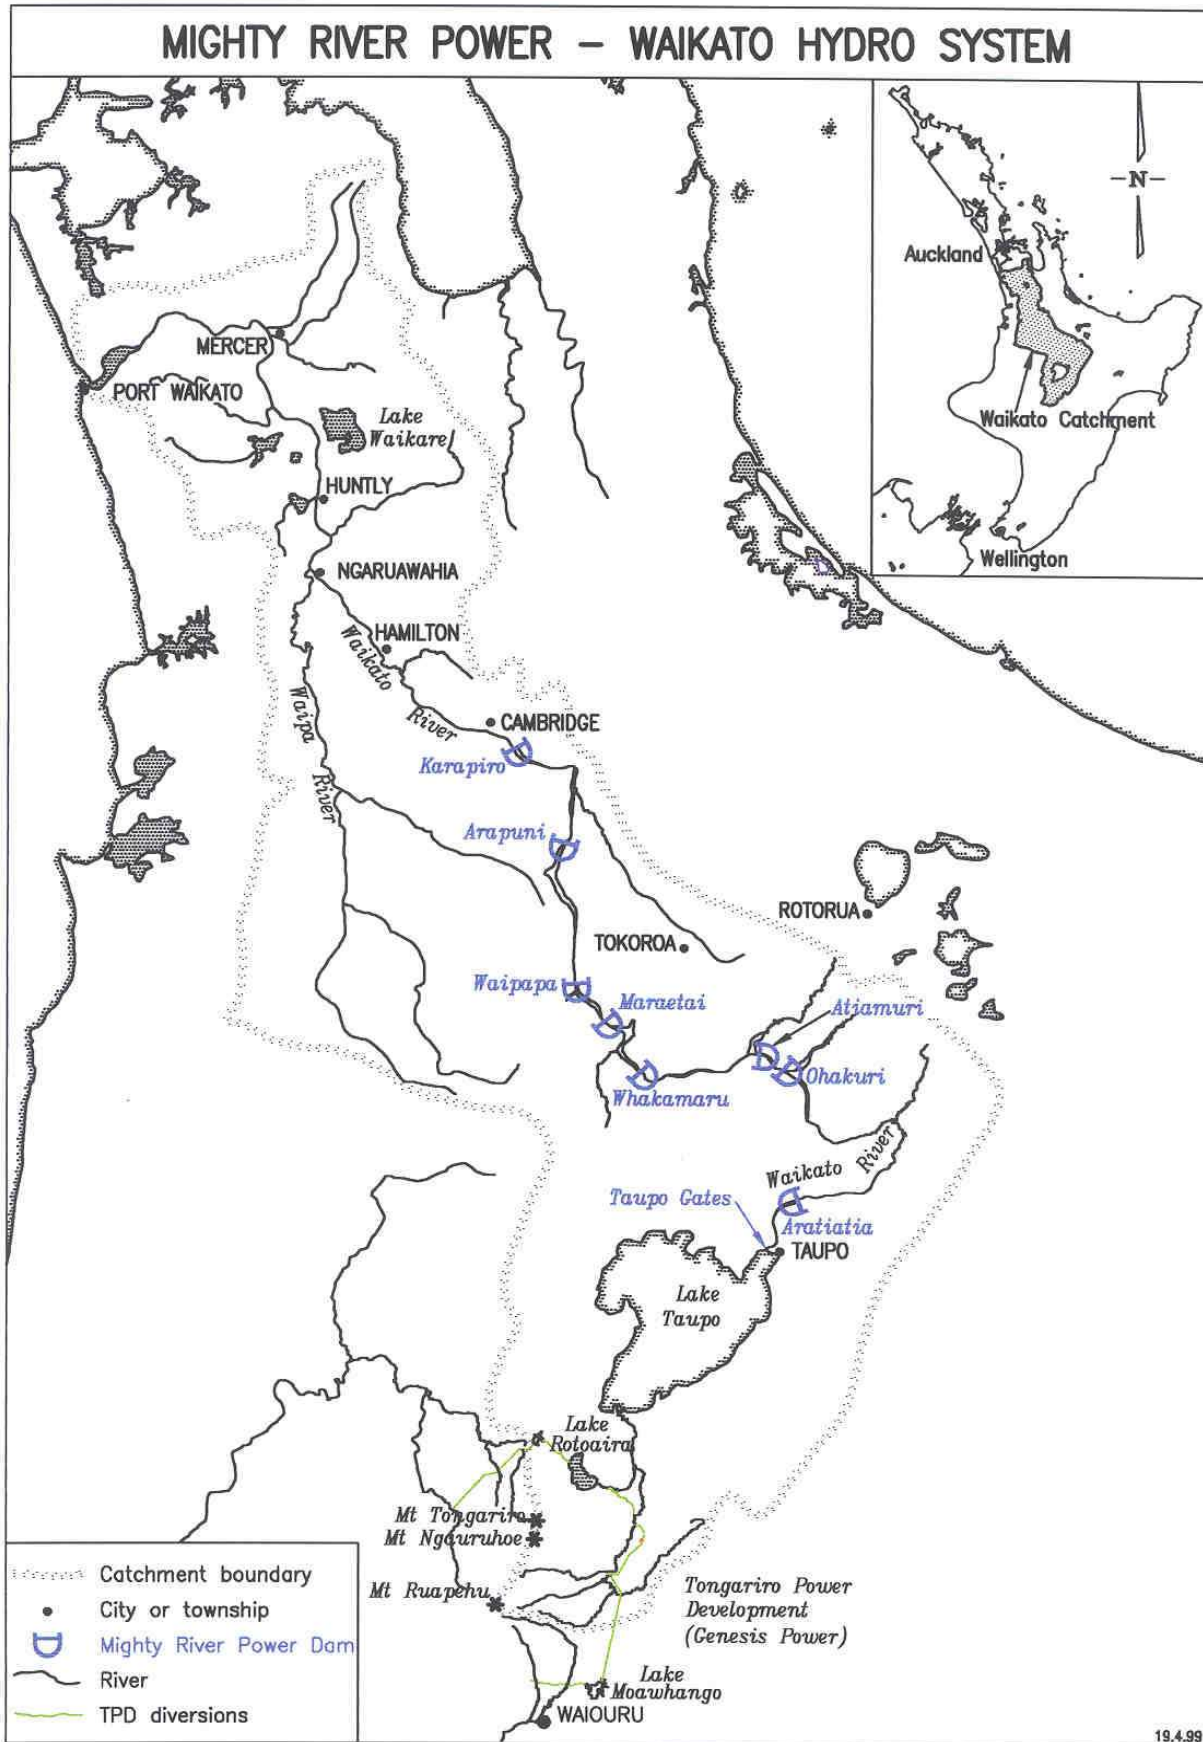 MIGHTY RIVER POWER – WAIKATO HYDRO SYSTEM
–N–
Auckland
Waikato Catchment
Wellington
MERCER
PORT WAIKATO
Lake
Waikare
HUNTLY
NGARUAWAHIA
HAMILTON
Waikato
River
Waipa
River
CAMBRIDGE
Karapiro
Arapuni
ROTORUA
TOKOROA
Waipapa
Maraetai
Atiamuri
Ohakuri
Whakamaru
Waikato
River
Taupo Gates
Aratiatia
TAUPO
Lake
Taupo
Lake
Rotoaira
Mt Tongariro
Mt Ngauruhoe
Mt Ruapehu
Tongariro Power
Development
(Genesis Power)
Lake
Moawhango
WAIOURU
Catchment boundary
City or township
Mighty River Power Dam
River
TPD diversions
19.4.99